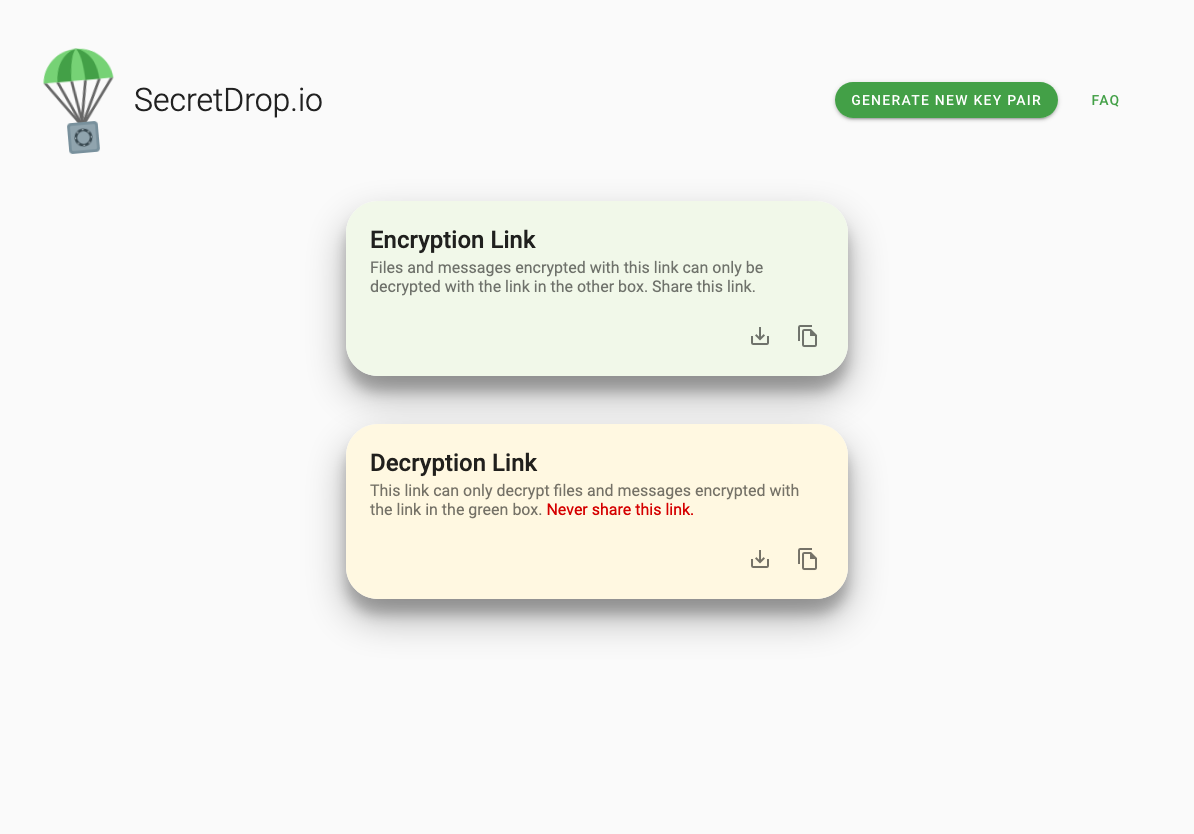 SecretDrop.io
GENERATE NEW KEY PAIR
FAQ
Encryption Link
Files and messages encrypted with this link can only be
decrypted with the link in the other box. Share this link.
Decryption Link
This link can only decrypt files and messages encrypted with
the link in the green box. Never share this link.